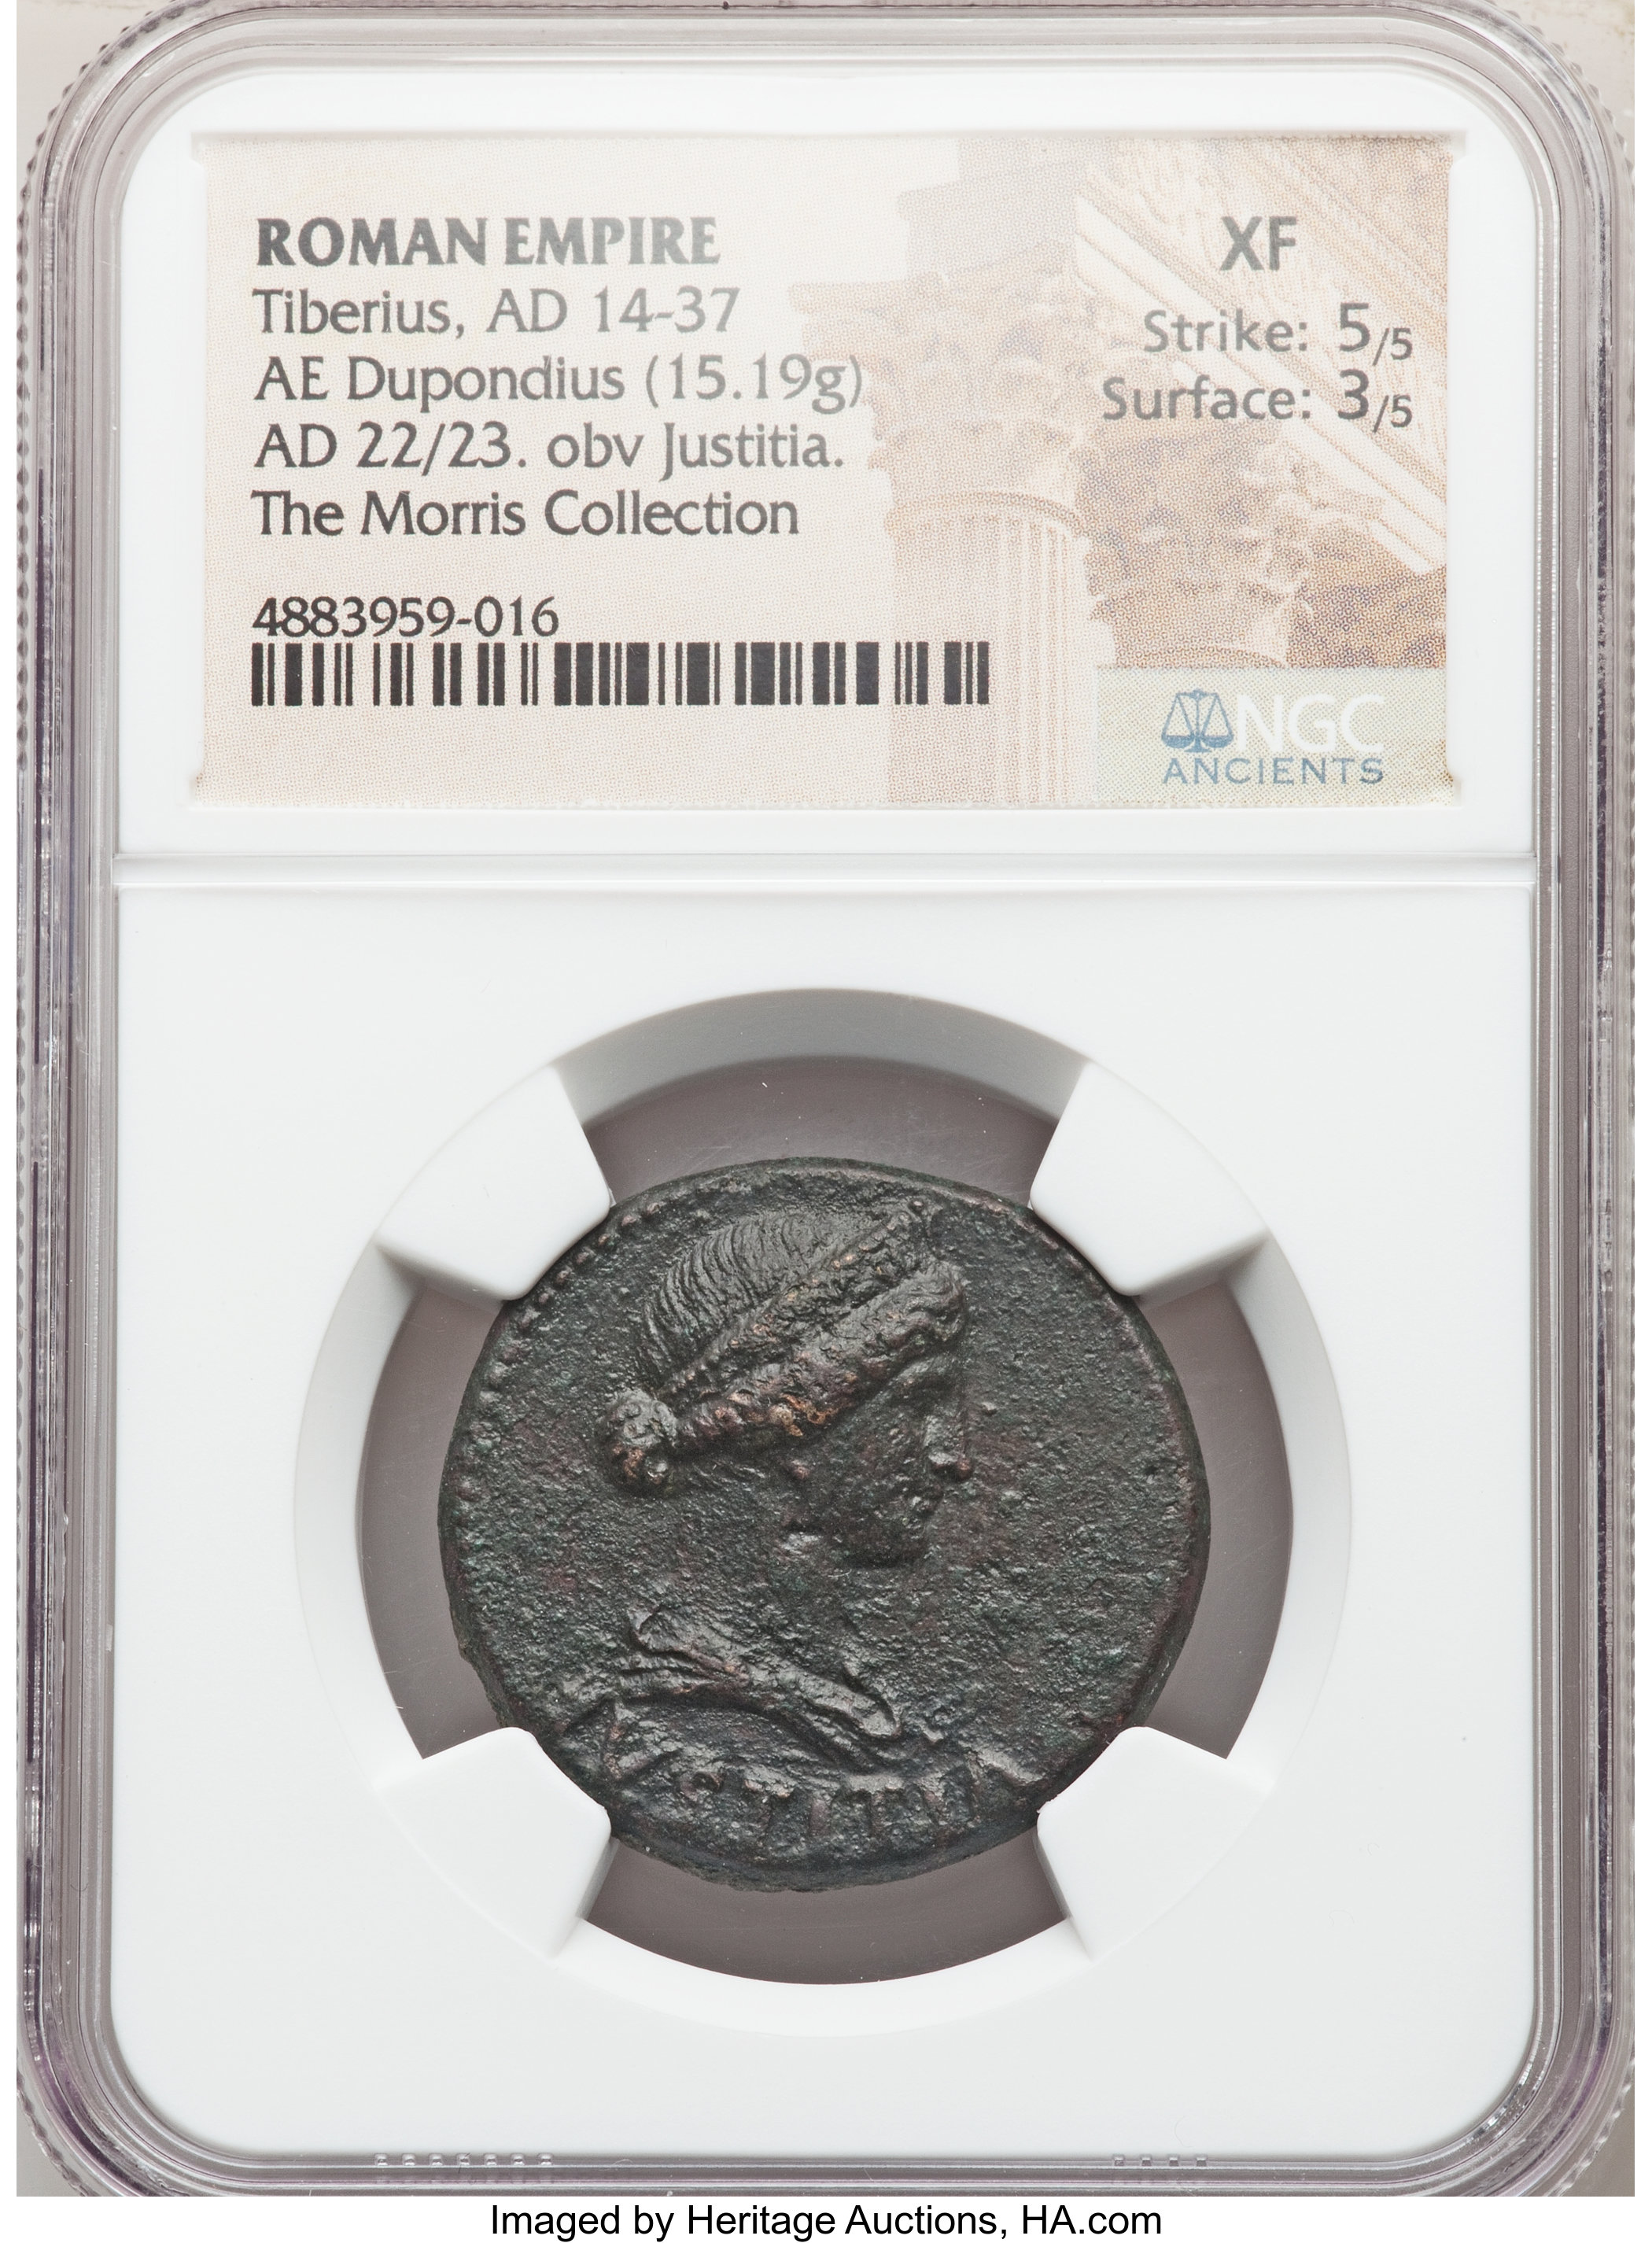 ROMAN EMPIRE
Tiberius, AD 14-37
AE Dupondius (15.19g)
AD 22/23. obv Justitia.
The Morris Collection
4883959-016
XF
Strike: 5/5
Surface: 3/5
NGC
ANCIENTS
IVSTITIA
Imaged by Heritage Auctions, HA.com